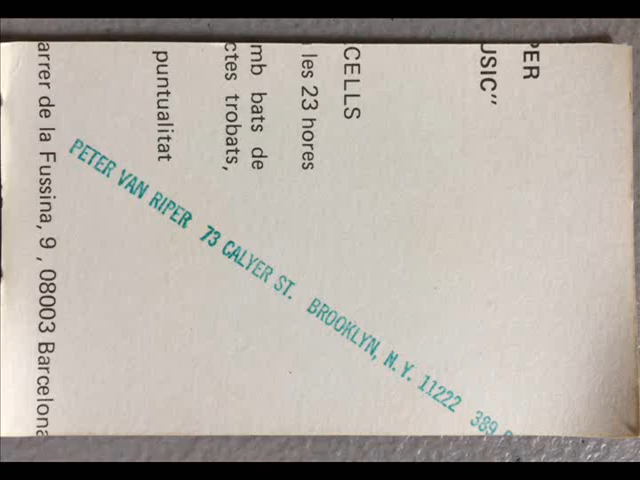 PER
USIC"
CELLS
les 23 hores
mb bats de
ctes trobats,
puntualitat
arrer de la Fussina, 9 , 08003 Barcelona
PETER VAN RIPER 73 CALYER ST. BROOKLYN, N.Y. 11222 389